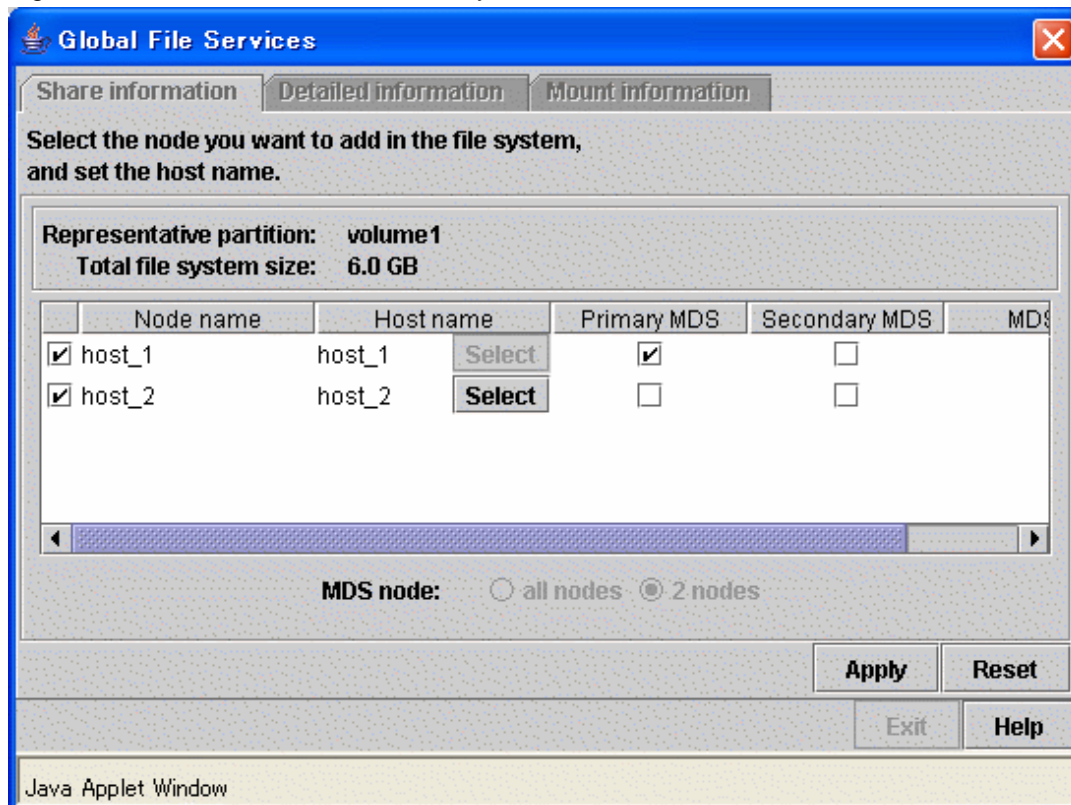 Global File Services
Share information Detailed information Mount information
Select the node you want to add in the file system,
and set the host name.
Representative partition: volume1
Total file system size: 6.0 GB
Node name Host name Primary MDS Secondary MDS
host_1 host_1 Select
host_2 host_2 Select
MDS node: all nodes 2 nodes
Apply Reset
Exit Help
Java Applet Window